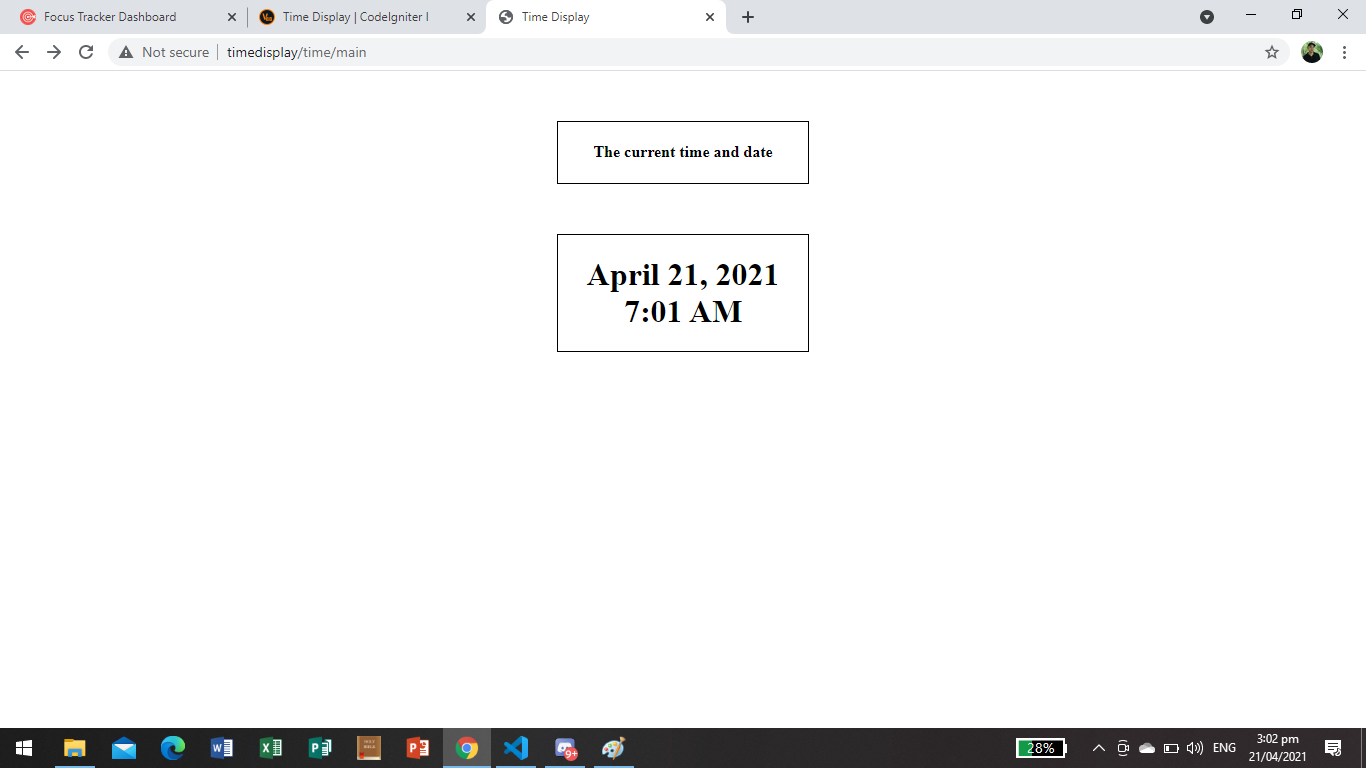 Focus Tracker Dashboard
Time Display | CodeIgniter I
Time Display
Not secure
timedisplay/time/main
The current time and date
April 21, 2021
7:01 AM
28%
ENG
3:02 pm
21/04/2021
9+